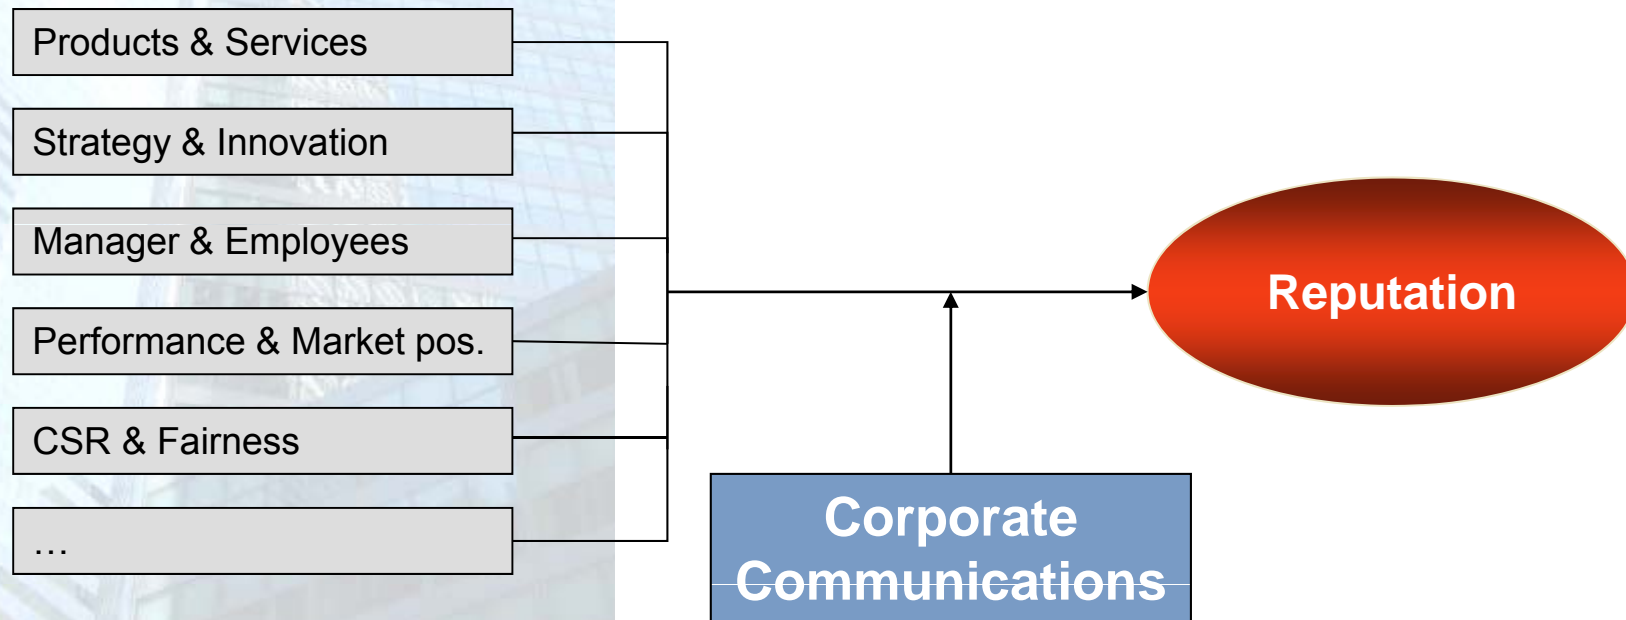 Products & Services
Strategy & Innovation
Manager & Employees
Performance & Market pos.
CSR & Fairness
…
Reputation
Corporate
Communications